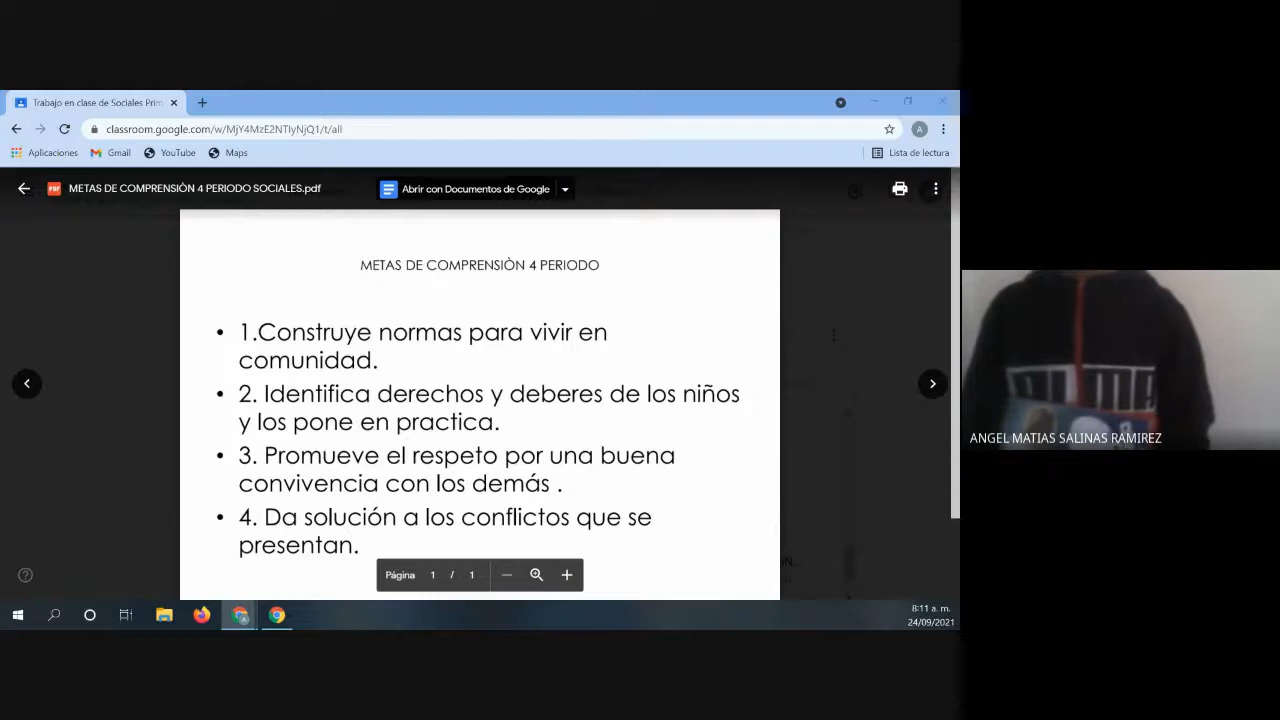 Trabajo en clase de Sociales Prim
classroom.google.com/w/MjY4MzE2NTIyNjQ1/t/all
Aplicaciones Gmail YouTube Maps Lista de lectura
METAS DE COMPRENSIÒN 4 PERIODO SOCIALES.pdf Abrir con Documentos de Google
METAS DE COMPRENSIÒN 4 PERIODO
• 1.Construye normas para vivir en
comunidad.
• 2. Identifica derechos y deberes de los niños
y los pone en practica.
• 3. Promueve el respeto por una buena
convivencia con los demás .
• 4. Da solución a los conflictos que se
presentan.
Página 1 / 1
ANGEL MATIAS SALINAS RAMIREZ
8:11 a. m.
24/09/2021